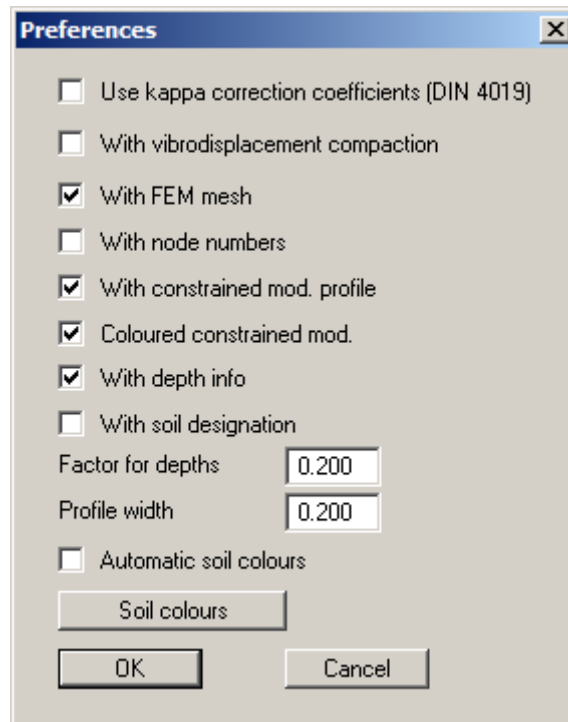 Preferences
Use kappa correction coefficients (DIN 4019)
With vibrodisplacement compaction
With FEM mesh
With node numbers
With constrained mod. profile
Coloured constrained mod.
With depth info
With soil designation
Factor for depths 0.200
Profile width 0.200
Automatic soil colours
Soil colours
OK Cancel